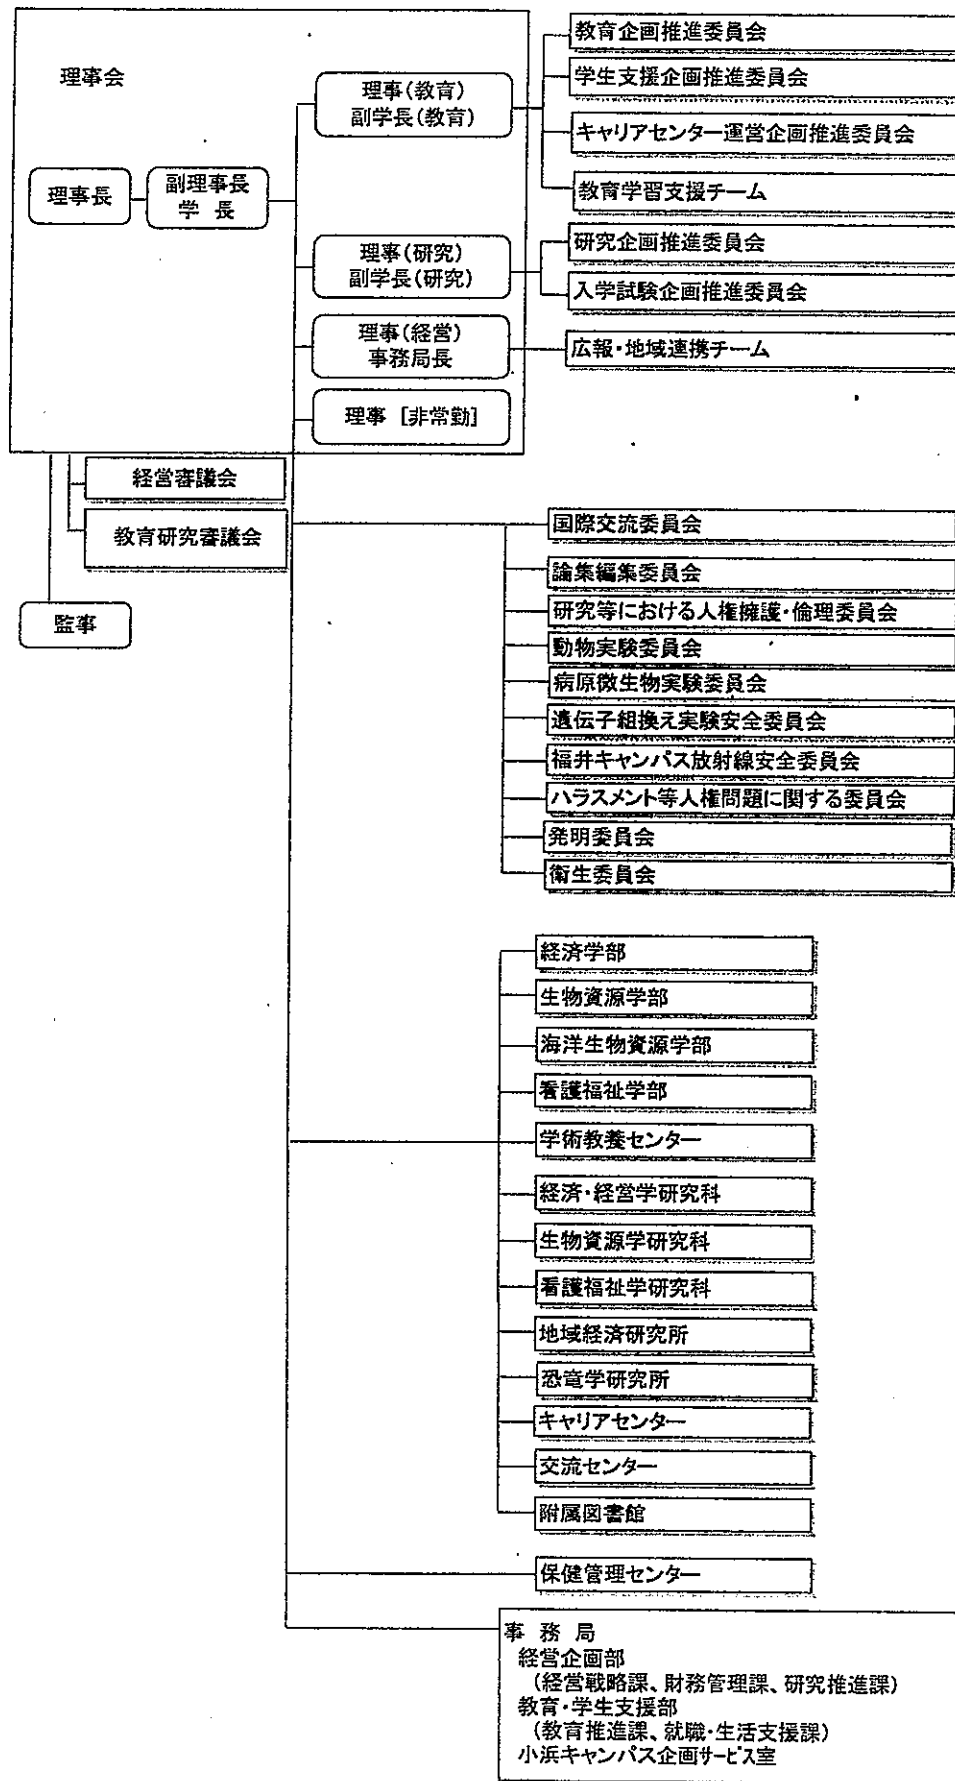 理事会
理事長
副理事長
学 長
理事(教育)
副学長(教育)
教育企画推進委員会
学生支援企画推進委員会
キャリアセンター運営企画推進委員会
教育学習支援チーム
理事(研究)
副学長(研究)
研究企画推進委員会
入学試験企画推進委員会
理事(経営)
事務局長
広報・地域連携チーム
理事 [非常勤]
経営審議会
教育研究審議会
監事
国際交流委員会
論集編集委員会
研究等における人権擁護・倫理委員会
動物実験委員会
病原微生物実験委員会
遺伝子組換え実験安全委員会
福井キャンパス放射線安全委員会
ハラスメント等人権問題に関する委員会
発明委員会
衛生委員会
経済学部
生物資源学部
海洋生物資源学部
看護福祉学部
学術教養センター
経済・経営学研究科
生物資源学研究科
看護福祉学研究科
地域経済研究所
恐竜学研究所
キャリアセンター
交流センター
附属図書館
保健管理センター
事 務 局
経営企画部
(経営戦略課、財務管理課、研究推進課)
教育・学生支援部
(教育推進課、就職・生活支援課)
小浜キャンパス企画サービス室